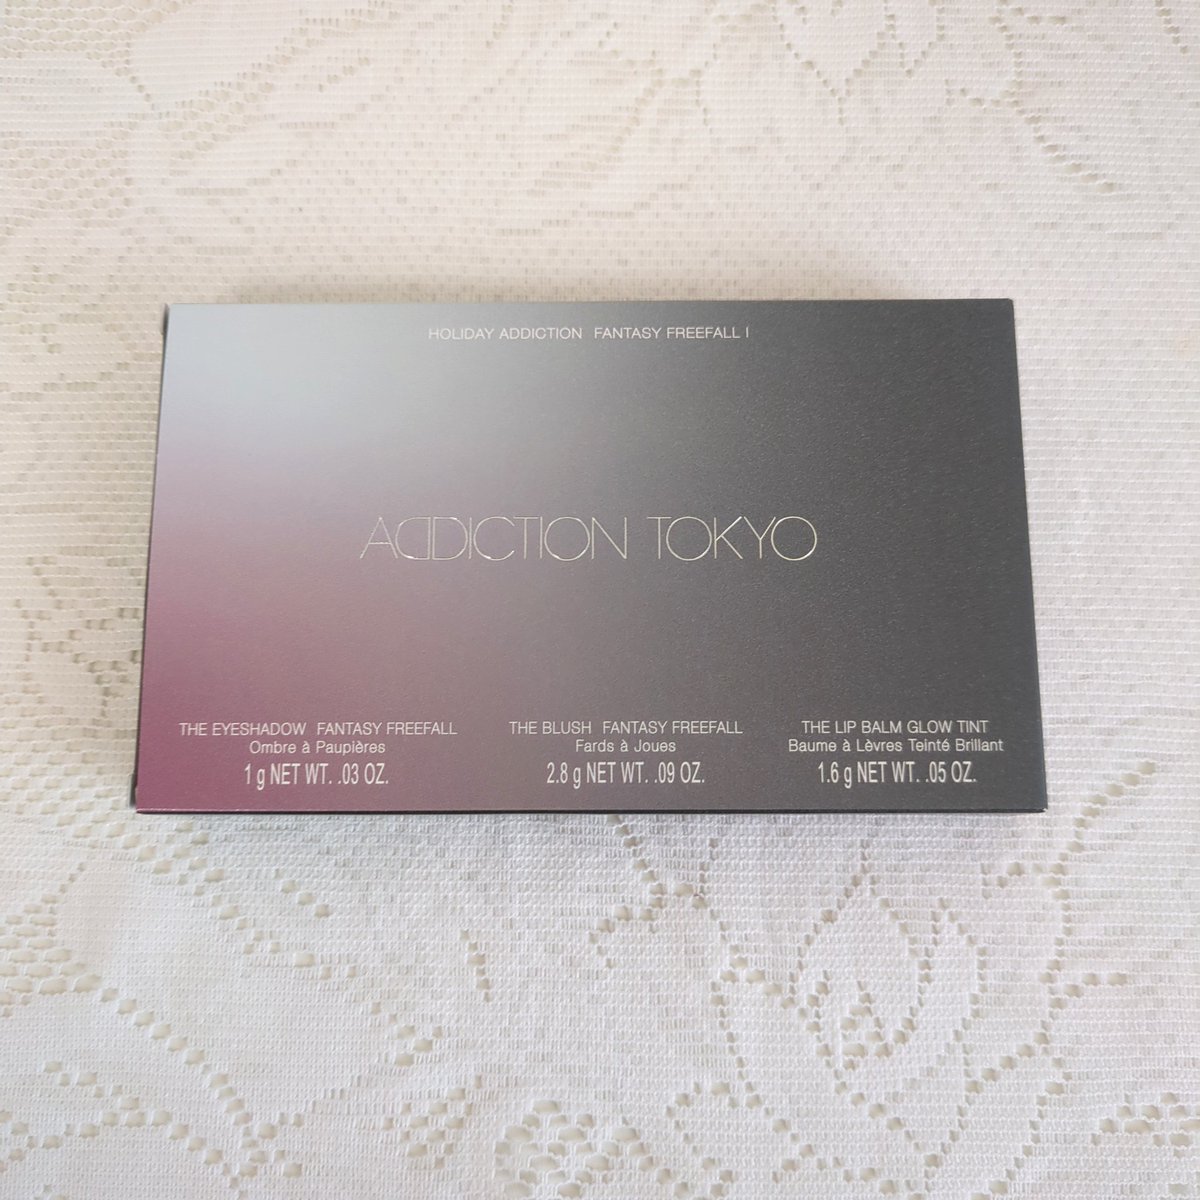 HOLIDAY ADDICTION FANTASY FREEFALL I
ADDICTION TOKYO
THE EYESHADOW FANTASY FREEFALL
Ombre à Paupières
1 g NET WT. .03 OZ.
THE BLUSH FANTASY FREEFALL
Fards à Joues
2.8 g NET WT. .09 OZ.
THE LIP BALM GLOW TINT
Baume à Lèvres Teinté Brillant
1.6 g NET WT. .05 OZ.